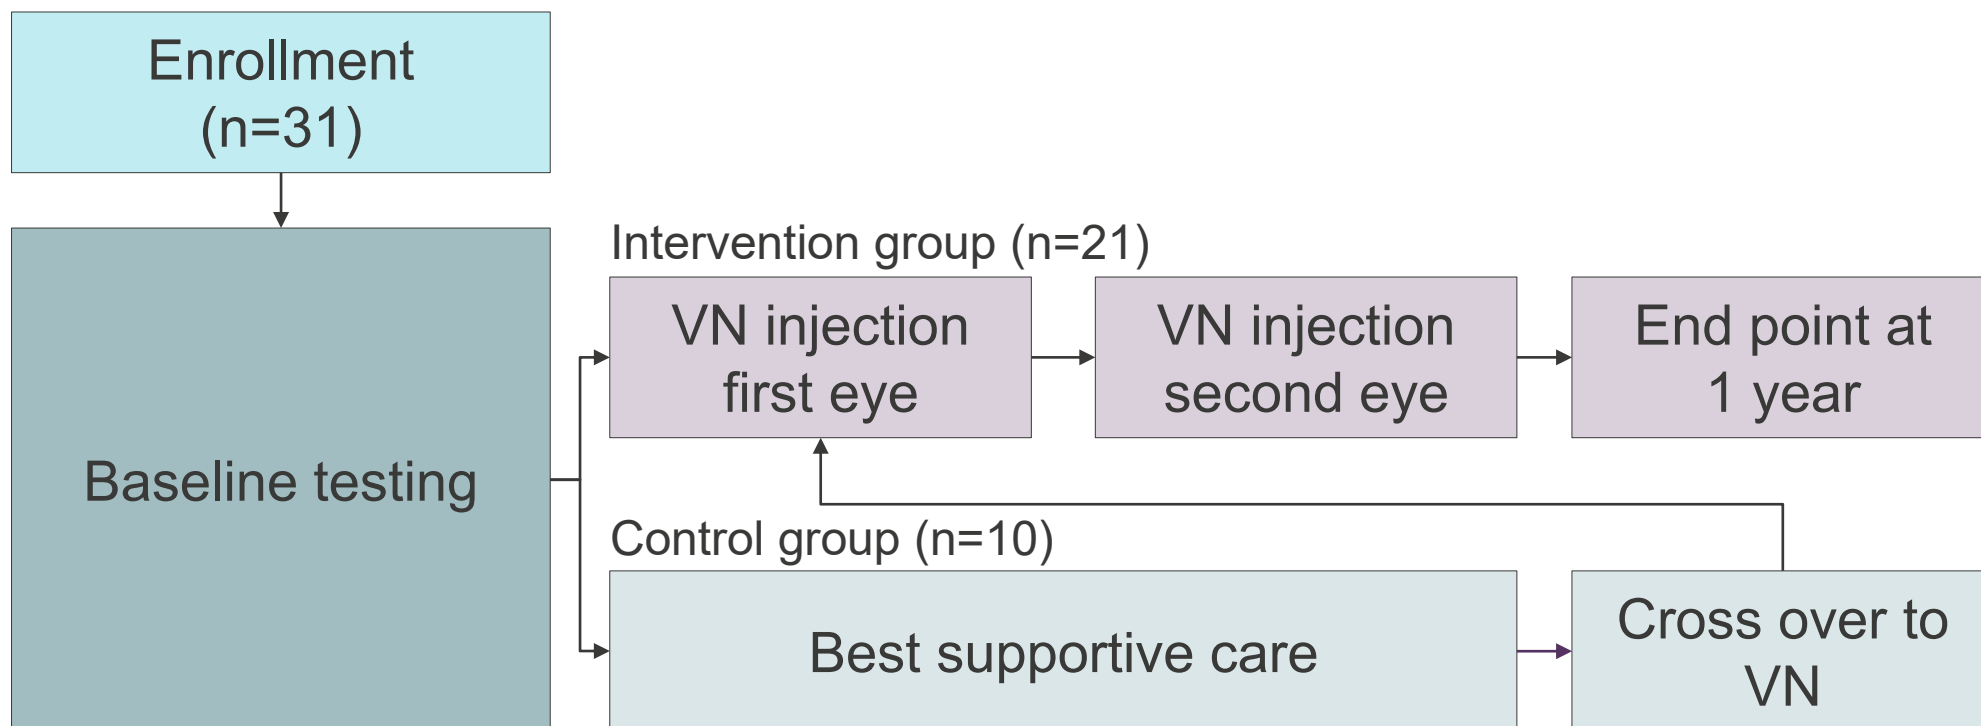 Enrollment
(n=31)
Baseline testing
Intervention group (n=21)
VN injection
first eye
VN injection
second eye
End point at
1 year
Control group (n=10)
Best supportive care
Cross over to
VN